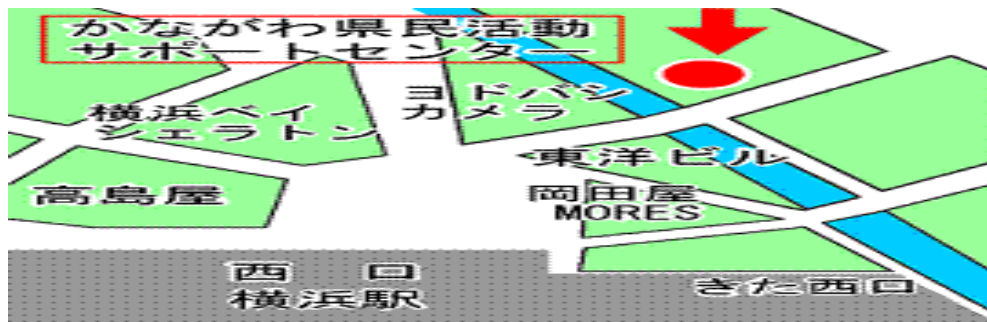 かながわ県民活動
サポートセンター
ヨドバシ
カメラ
横浜ベイ
シェラトン
東洋ビル
高島屋
岡田屋
MORES
西 口
横浜駅
きた西口